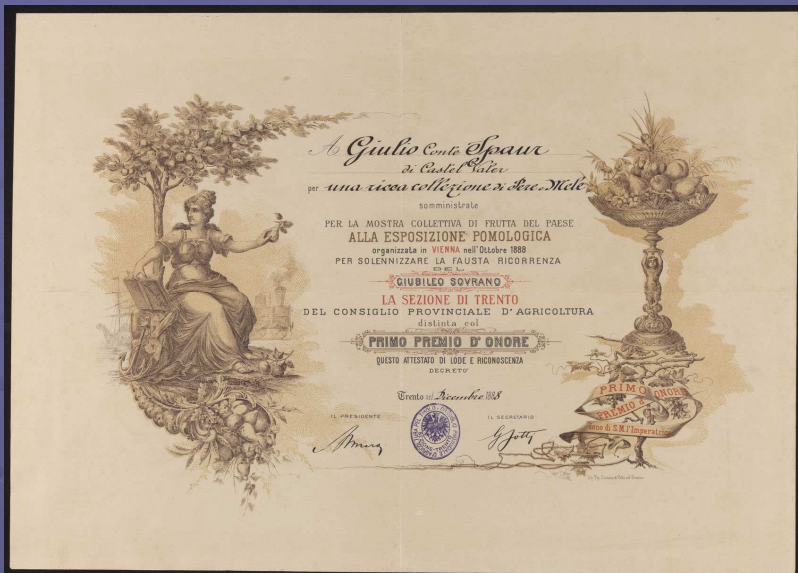 A Giulio Conte Spaur
di Castel Valer
per una ricca collezione di Pere e Mele
somministrate
PER LA MOSTRA COLLETTIVA DI FRUTTA DEL PAESE
ALLA ESPOSIZIONE POMOLOGICA
organizzata in VIENNA nell'Ottobre 1888
PER SOLENNIZZARE LA FAUSTA RICORRENZA
DEL
GIUBILEO SOVRANO
LA SEZIONE DI TRENTO
DEL CONSIGLIO PROVINCIALE D'AGRICOLTURA
distinta col
PRIMO PREMIO D'ONORE
QUESTO ATTESTATO DI LODE E RICONOSCENZA
DECRETO'
Trento nel Dicembre 1888
IL PRESIDENTE
IL SECRETARIO
PRIMO
PREMIO D'ONORE
di S.M. l'Imperatrice